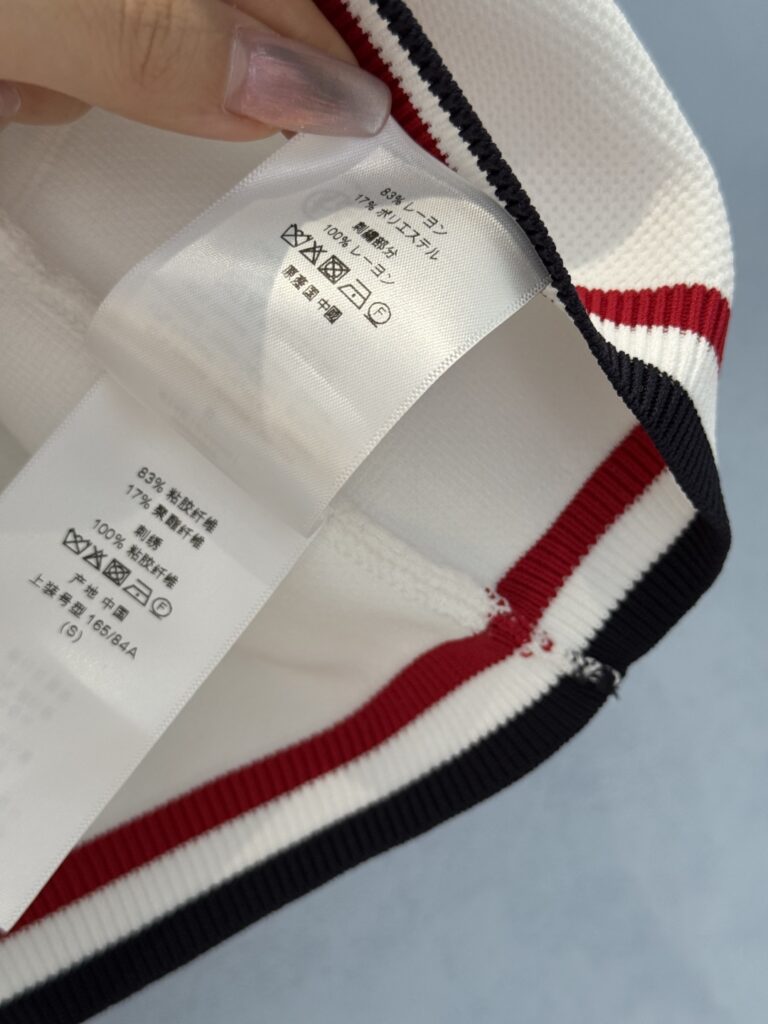 83% レーヨン
17% ポリエステル
刺繍部分
100% レーヨン
F
原産国 中國
83% 粘胶纤维
17% 聚酯纤维
刺绣
100% 粘胶纤维
F
产地 中国
上装号型 165/84A
(S)